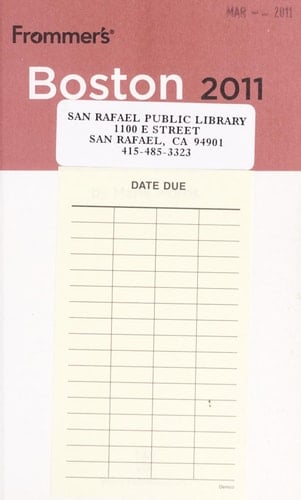 MAR -- 2011
Frommer's®
Boston 2011
SAN RAFAEL PUBLIC LIBRARY
1100 E STREET
SAN RAFAEL, CA 94901
415-485-3323
DATE DUE
Demco